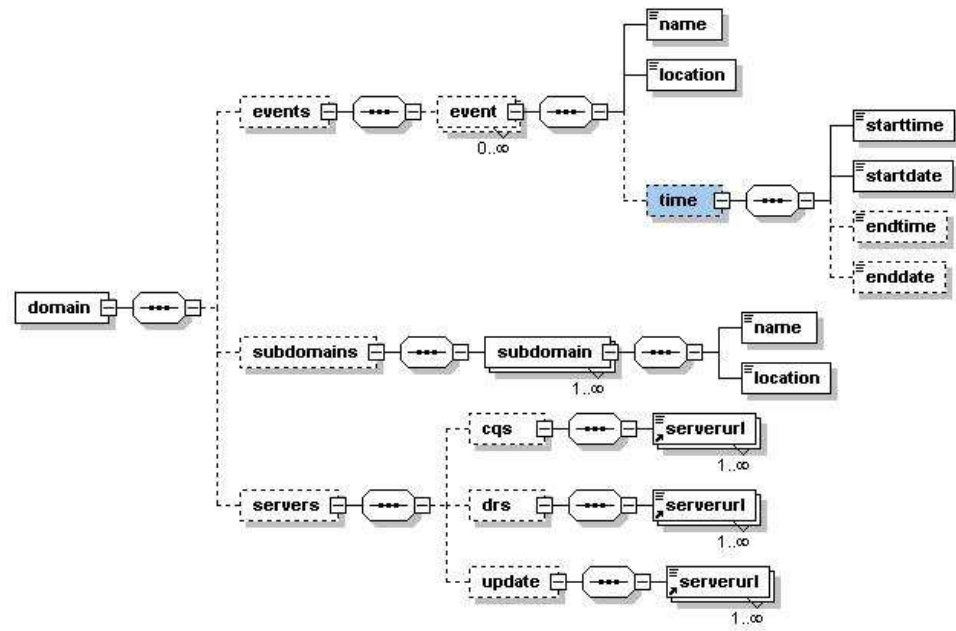 name
location
events
event
0..∞
starttime
startdate
time
endtime
enddate
domain
name
subdomains
subdomain
1..∞
location
cqs
serverurl
1..∞
servers
drs
serverurl
1..∞
update
serverurl
1..∞